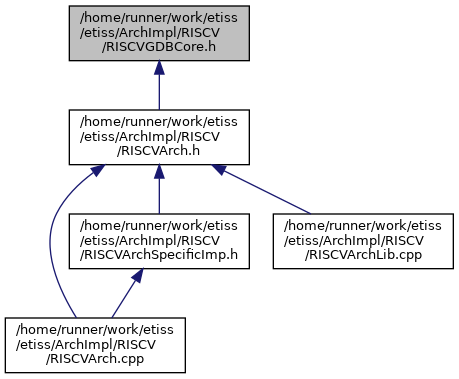 /home/runner/work/etiss
/etiss/ArchImpl/RISCV
/RISCVGDBCore.h
/home/runner/work/etiss
/etiss/ArchImpl/RISCV
/RISCVArch.h
/home/runner/work/etiss
/etiss/ArchImpl/RISCV
/RISCVArchSpecificImp.h
/home/runner/work/etiss
/etiss/ArchImpl/RISCV
/RISCVArchLib.cpp
/home/runner/work/etiss
/etiss/ArchImpl/RISCV
/RISCVArch.cpp